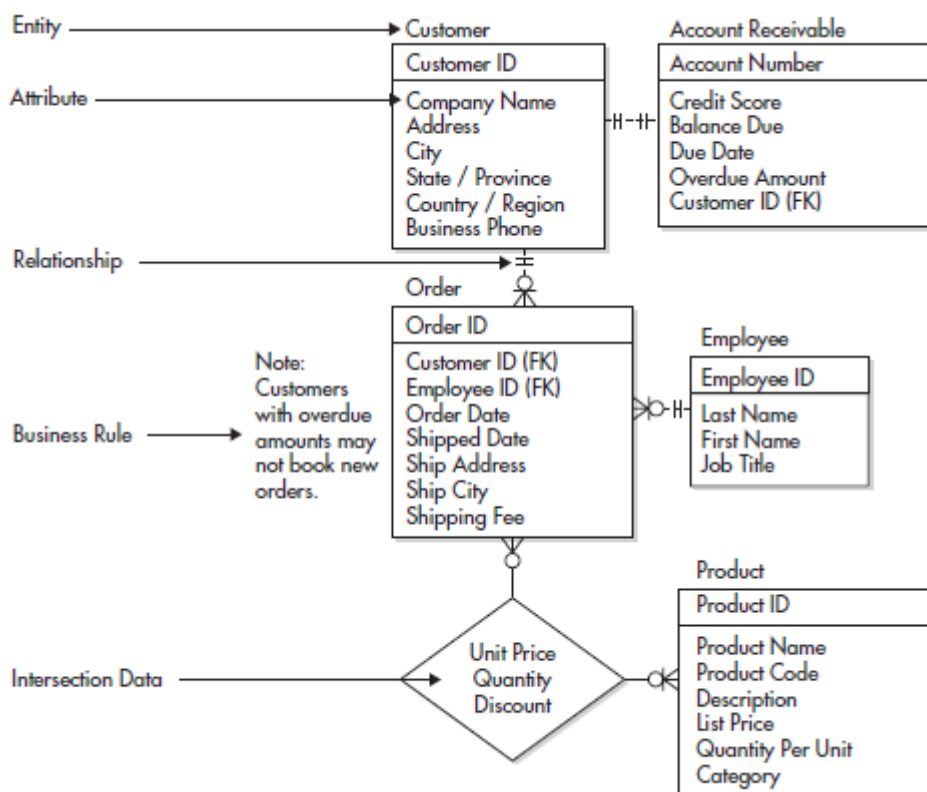 Entity
Customer
Account Receivable
Customer ID
Account Number
Attribute
Company Name
Address
City
State / Province
Country / Region
Business Phone
Credit Score
Balance Due
Due Date
Overdue Amount
Customer ID (FK)
Relationship
Order
Order ID
Customer ID (FK)
Employee ID (FK)
Order Date
Shipped Date
Ship Address
Ship City
Shipping Fee
Employee
Employee ID
Last Name
First Name
Job Title
Business Rule
Note:
Customers
with overdue
amounts may
not book new
orders.
Product
Product ID
Product Name
Product Code
Description
List Price
Quantity Per Unit
Category
Intersection Data
Unit Price
Quantity
Discount